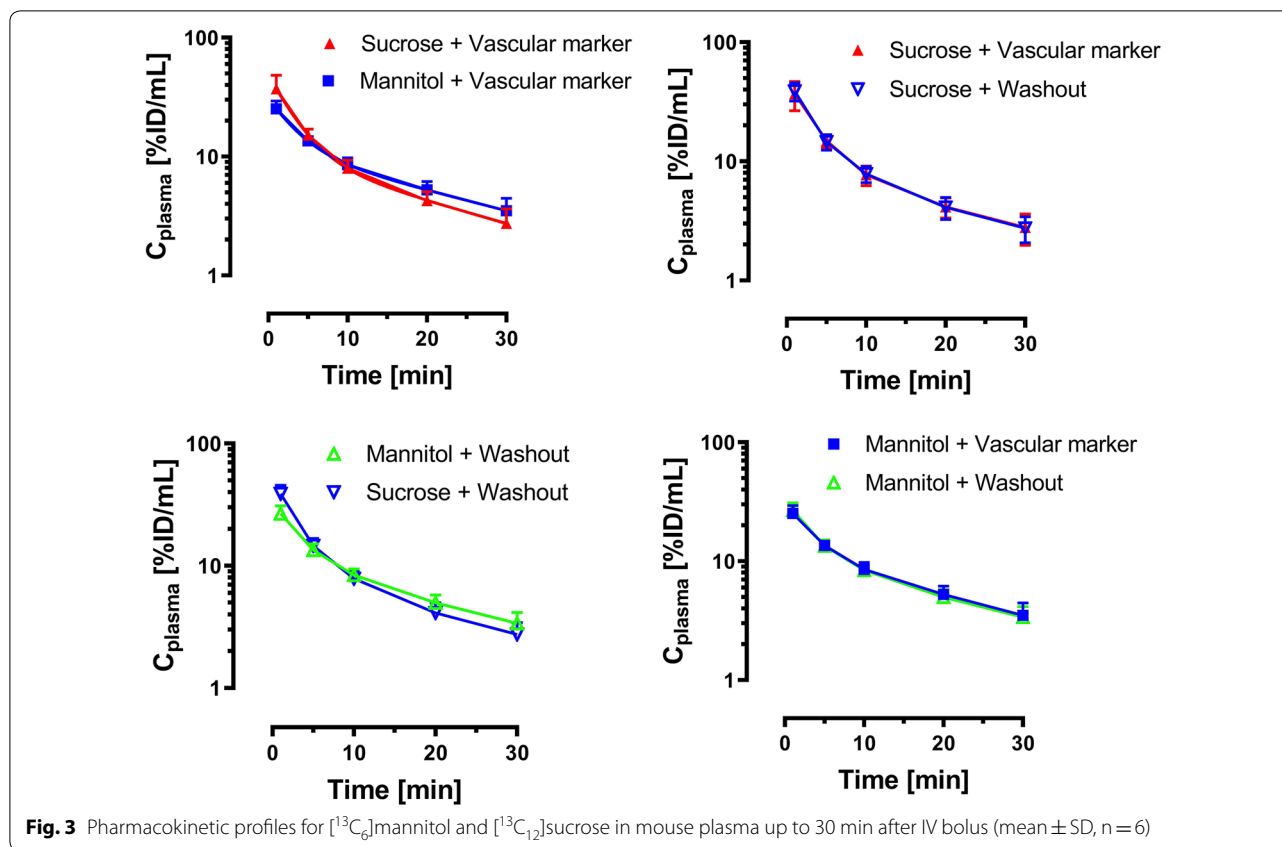 Sucrose + Vascular marker
Mannitol + Vascular marker
100
10
1
C_plasma [%ID/mL]
0 10 20 30
Time [min]
Sucrose + Vascular marker
Sucrose + Washout
100
10
1
C_plasma [%ID/mL]
0 10 20 30
Time [min]
Mannitol + Washout
Sucrose + Washout
100
10
1
C_plasma [%ID/mL]
0 10 20 30
Time [min]
Mannitol + Vascular marker
Mannitol + Washout
100
10
1
C_plasma [%ID/mL]
0 10 20 30
Time [min]
Fig. 3 Pharmacokinetic profiles for [¹³C₆]mannitol and [¹³C₁₂]sucrose in mouse plasma up to 30 min after IV bolus (mean ± SD, n = 6)